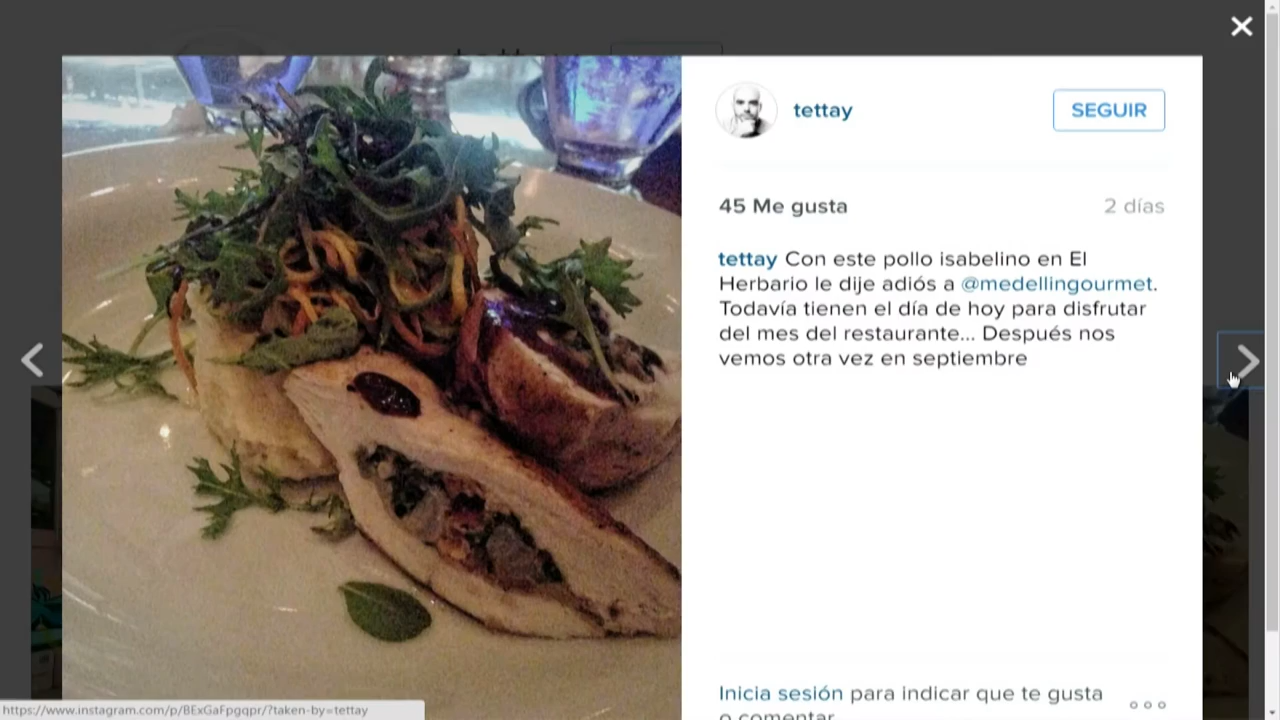 tettay
SEGUIR
45 Me gusta
2 días
tettay Con este pollo isabelino en El
Herbario le dije adiós a @medellingourmet.
Todavía tienen el día de hoy para disfrutar
del mes del restaurante... Después nos
vemos otra vez en septiembre
Inicia sesión para indicar que te gusta
o comentar
https://www.instagram.com/p/BExGaFpgqpr/?taken-by=tettay